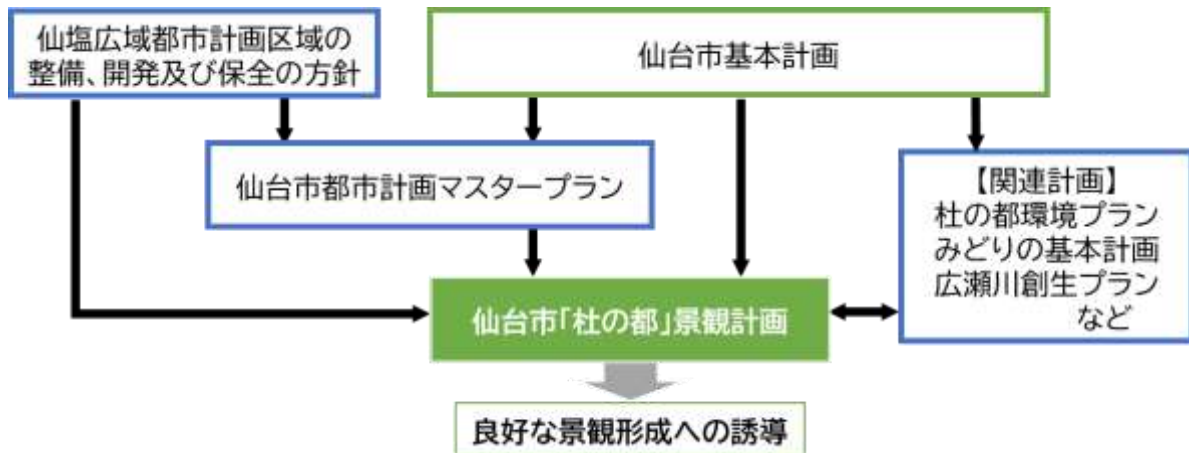 仙塩広域都市計画区域の
整備、開発及び保全の方針
仙台市基本計画
仙台市都市計画マスタープラン
【関連計画】
杜の都環境プラン
みどりの基本計画
広瀬川創生プラン
など
仙台市「杜の都」景観計画
良好な景観形成への誘導